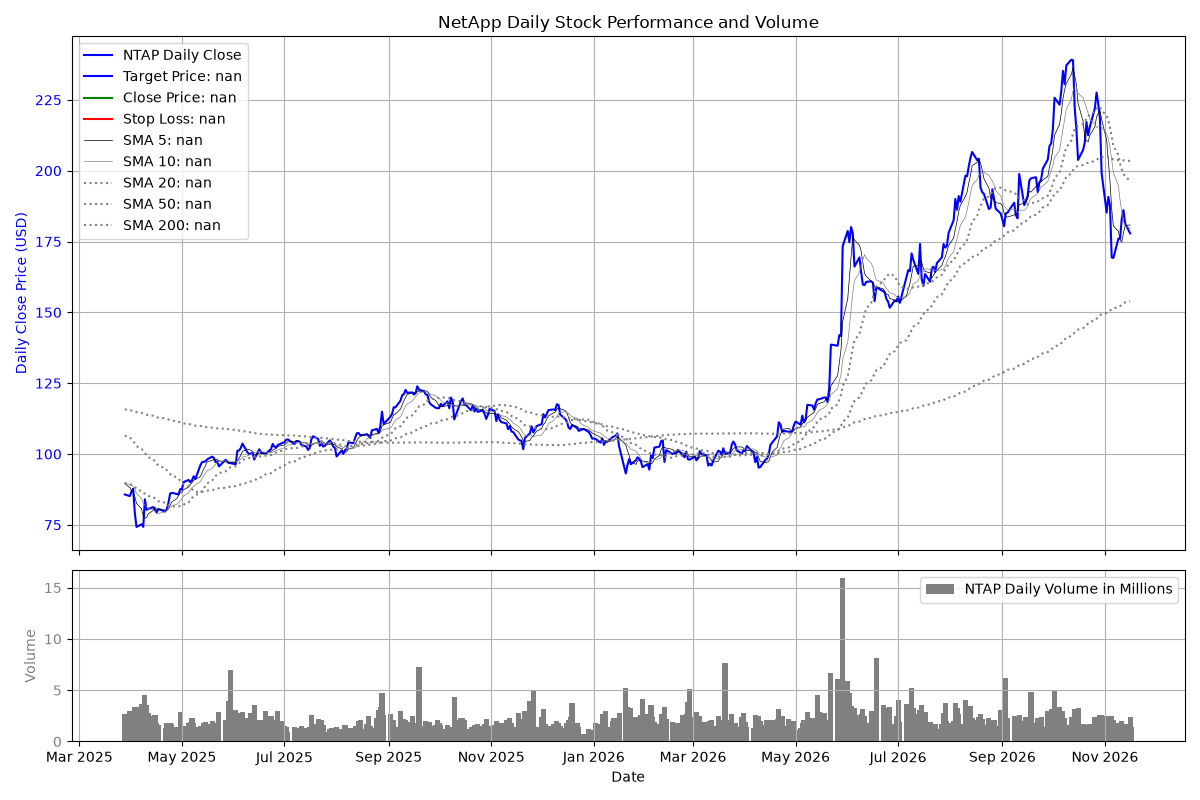 NetApp Daily Stock Performance and Volume
NTAP Daily Close
Target Price: nan
Close Price: nan
Stop Loss: nan
SMA 5: nan
SMA 10: nan
SMA 20: nan
SMA 50: nan
SMA 200: nan
Daily Close Price (USD)
225
200
175
150
125
100
75
NTAP Daily Volume in Millions
Volume
15
10
5
0
Mar 2025 May 2025 Jul 2025 Sep 2025 Nov 2025 Jan 2026 Mar 2026 May 2026 Jul 2026 Sep 2026 Nov 2026
Date